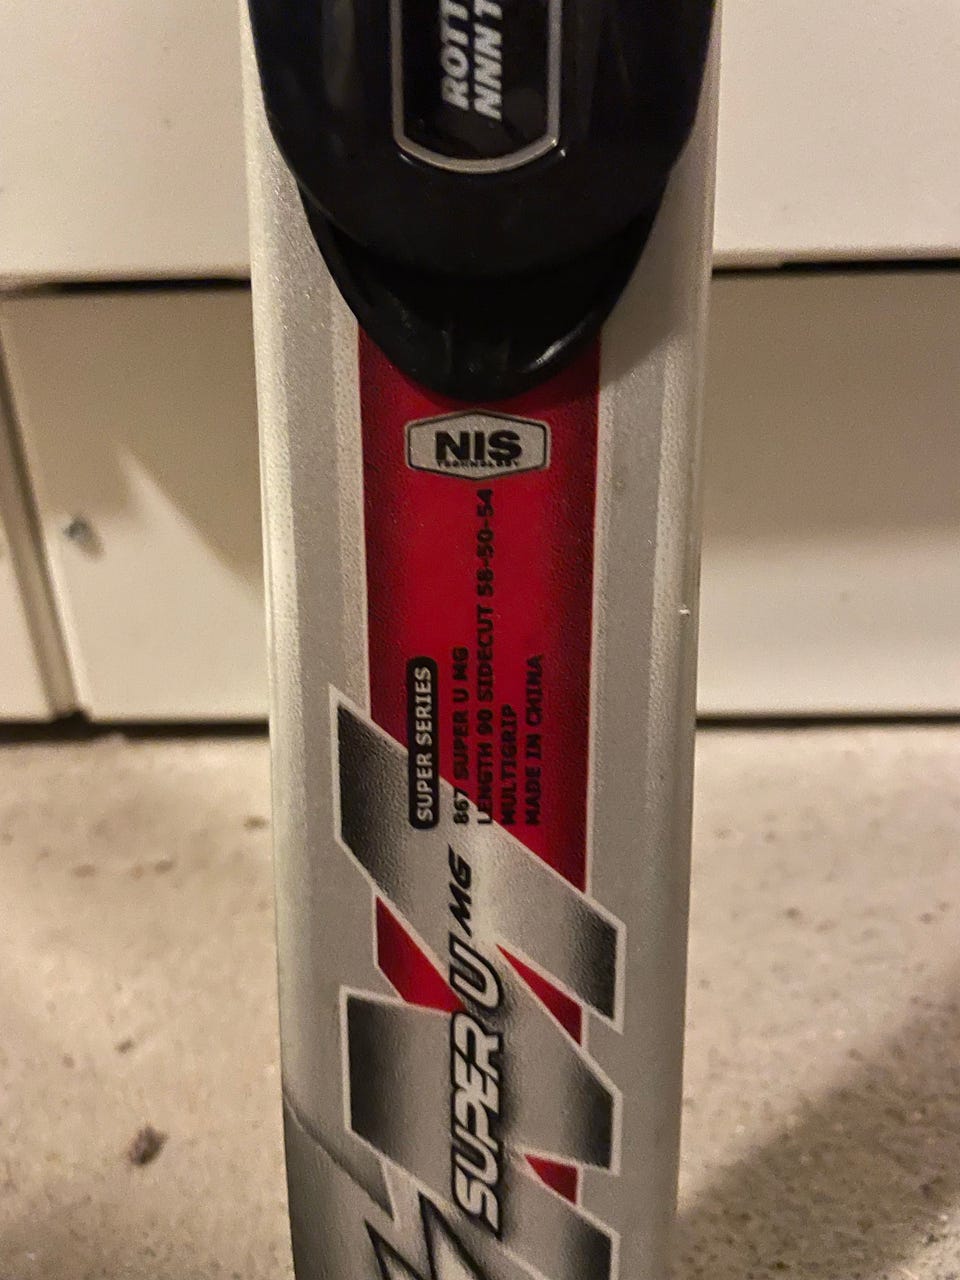 ROTT
NNN T
NIS
TECHNOLOGY
SUPER SERIES
867 SUPER U MG
LENGTH 90 SIDECUT 58-50-54
MULTIGRIP
MADE IN CHINA
SUPER U MG